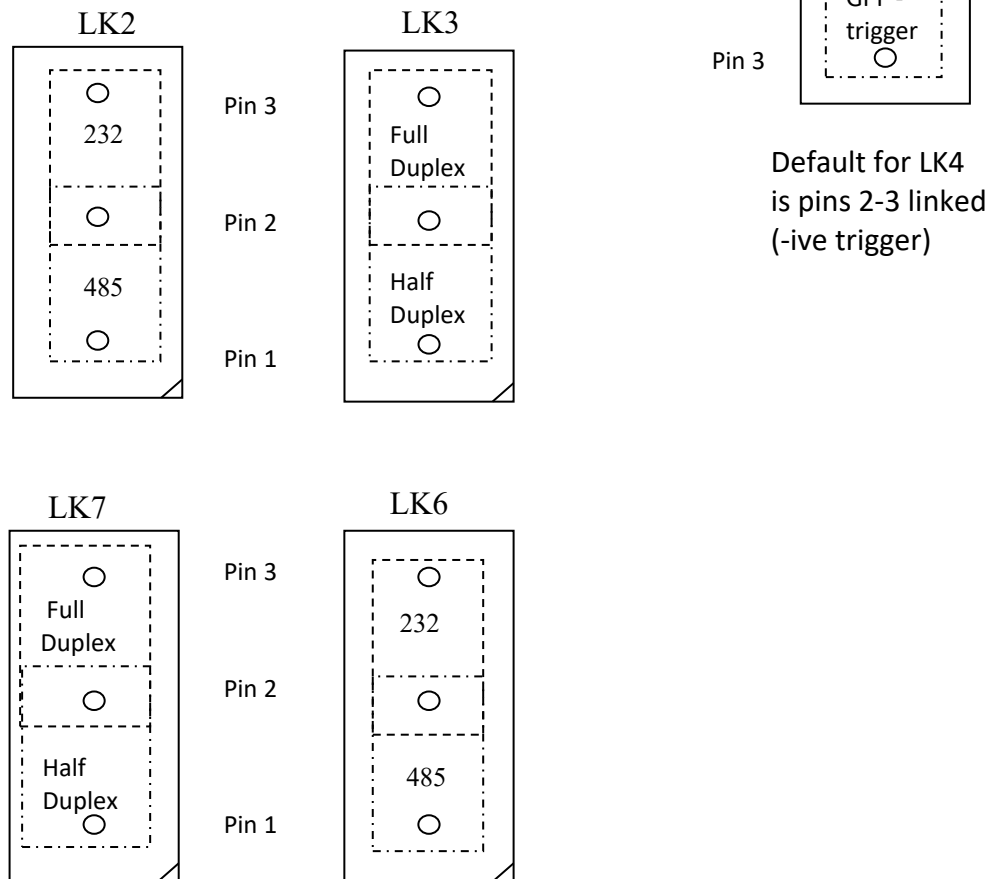 LK2
232
485
Pin 3
Pin 2
Pin 1
LK3
Full
Duplex
Half
Duplex
trigger
Pin 3
Default for LK4
is pins 2-3 linked
(-ive trigger)
LK7
Full
Duplex
Half
Duplex
Pin 3
Pin 2
Pin 1
LK6
232
485